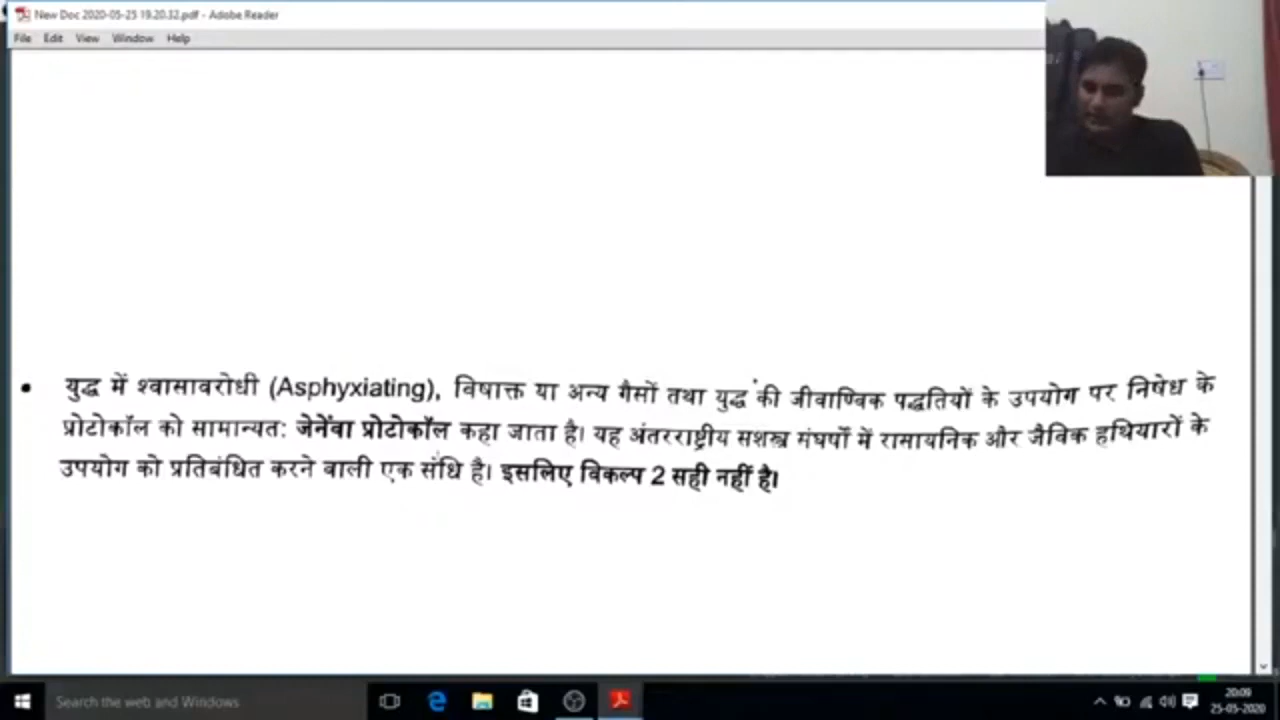 New Doc 2020-05-25 19.20.32.pdf - Adobe Reader
File Edit View Window Help
• युद्ध में श्वासावरोधी (Asphyxiating), विषाक्त या अन्य गैसों तथा युद्ध की जीवाण्विक पद्धतियों के उपयोग पर निषेध के
प्रोटोकॉल को सामान्यत: जेनेंवा प्रोटोकॉल कहा जाता है। यह अंतरराष्ट्रीय सशस्त्र संघर्षों में रासायनिक और जैविक हथियारों के
उपयोग को प्रतिबंधित करने वाली एक संधि है। इसलिए विकल्प 2 सही नहीं है।
Search the web and Windows
20:09
25-05-2020